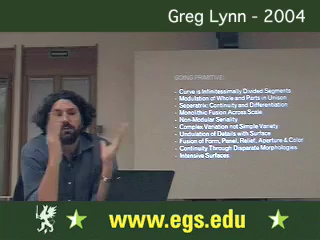 Greg Lynn - 2004
GOING PRIMITIVE:
- Curve is Infinitessimally Divided Segments
- Modulation of Whole and Parts in Unison
- Seperatrix: Continuity and Differentiation
- Monolithic Fusion Across Scale
- Non-Modular Seriality
- Complex Variation not Simple Variety
- Undulation of Details with Surface
- Fusion of Form, Panel, Relief, Aperture & Color
- Continuity Through Disparate Morphologies
- Intensive Surfaces
www.egs.edu